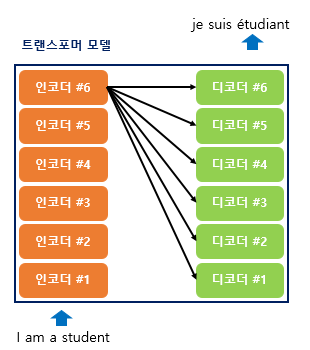 je suis étudiant
트랜스포머 모델
인코더 #6
디코더 #6
인코더 #5
디코더 #5
인코더 #4
디코더 #4
인코더 #3
디코더 #3
인코더 #2
디코더 #2
인코더 #1
디코더 #1
I am a student